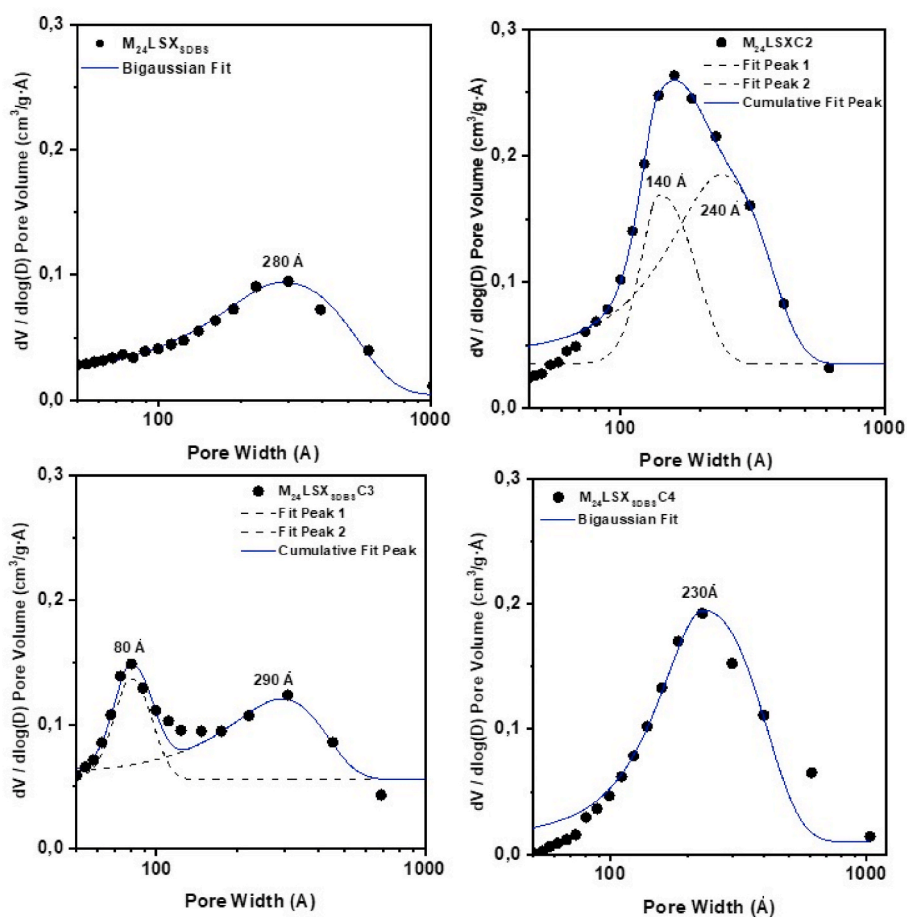 0,3
0,2
0,1
0,0
dV / dlog(D) Pore Volume (cm³/g·Å)
M₂₄LSX_SDBS
Bigaussian Fit
280 Å
100
1000
Pore Width (A)
0,3
0,2
0,1
0,0
dV / dlog(D) Pore Volume (cm³/g·Å)
M₂₄LSXC2
Fit Peak 1
Fit Peak 2
Cumulative Fit Peak
140 Å
240 Å
100
1000
Pore Width (A)
0,3
0,2
0,1
0,0
dV / dlog(D) Pore Volume (cm³/g·Å)
M₂₄LSX_SDBS C3
Fit Peak 1
Fit Peak 2
Cumulative Fit Peak
80 Å
290 Å
100
1000
Pore Width (A)
0,3
0,2
0,1
0,0
dV / dlog(D) Pore Volume (cm³/g·Å)
M₂₄LSX_SDBS C4
Bigaussian Fit
230Å
100
1000
Pore Width (Å)